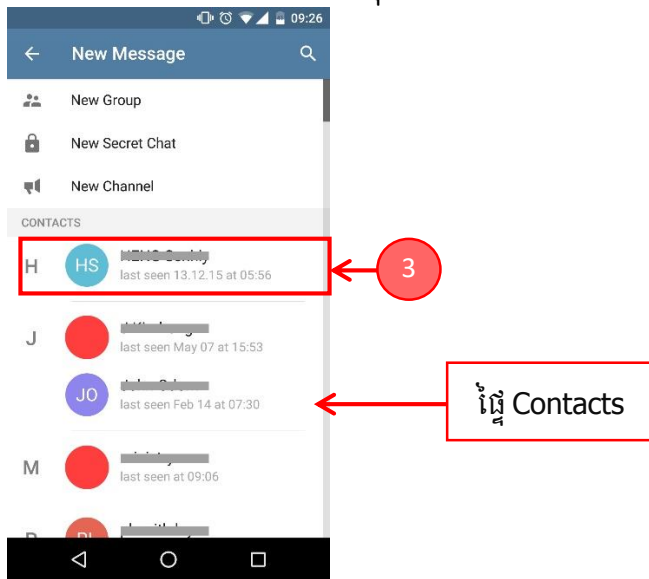 09:26
New Message
New Group
New Secret Chat
New Channel
CONTACTS
H
HS
last seen 13.12.15 at 05:56
3
J
last seen May 07 at 15:53
JO
last seen Feb 14 at 07:30
ផ្ទៃ Contacts
M
last seen at 09:06